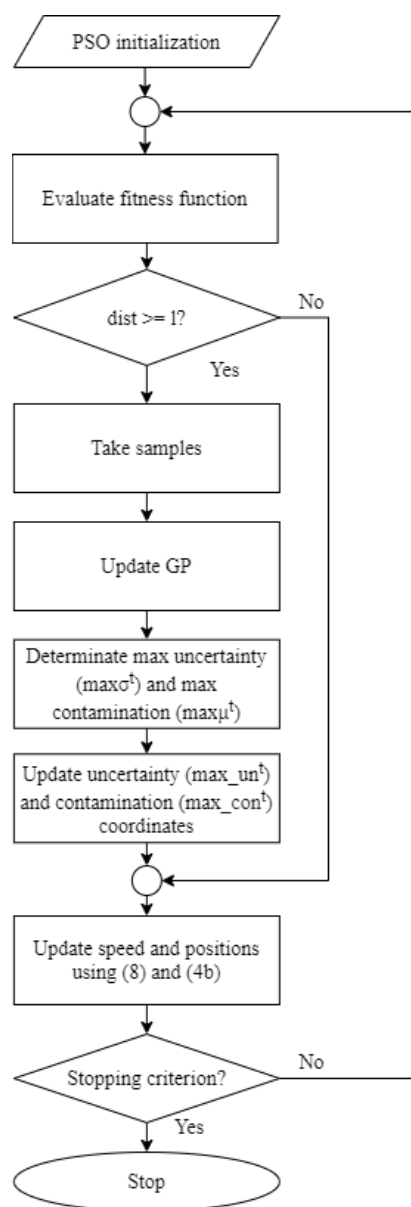 PSO initialization
Evaluate fitness function
dist >= l?
No
Yes
Take samples
Update GP
Determinate max uncertainty
(maxσᵗ) and max
contamination (maxμᵗ)
Update uncertainty (max_unᵗ)
and contamination (max_conᵗ)
coordinates
Update speed and positions
using (8) and (4b)
Stopping criterion?
No
Yes
Stop